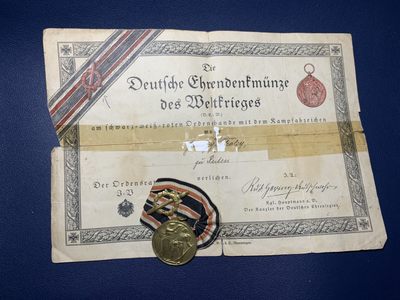 Die
Deutsche Ehrendenkmünze
des Weltkrieges
(D.E.D.)
am schwarz-weiß-roten Ordensbande mit dem Kampfabzeichen
zu
verliehen.
Der Ordensrat
J.V.
J.A.
Kgl. Hauptmann a. D.
Der Kanzler der Deutschen Ehrenlegion